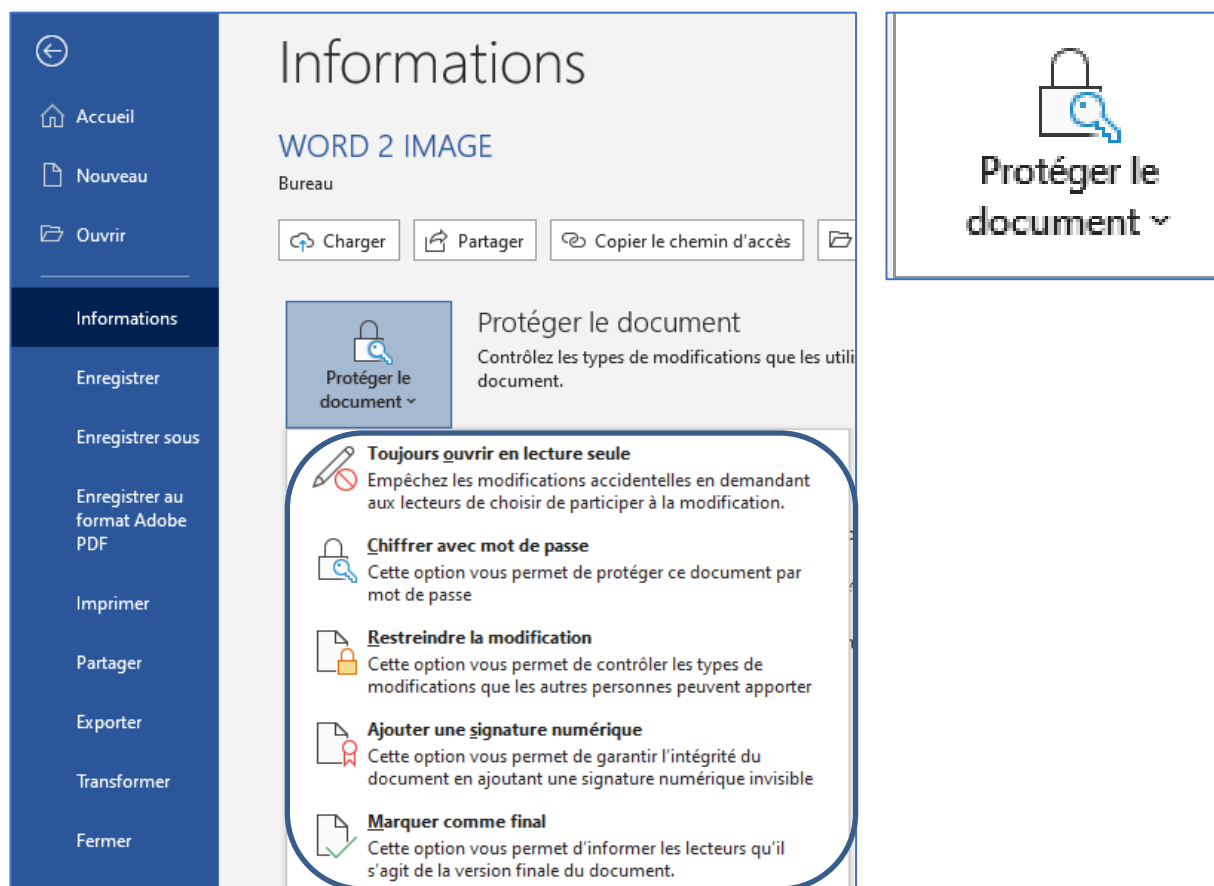 Accueil
Nouveau
Ouvrir
Informations
Enregistrer
Enregistrer sous
Enregistrer au
format Adobe
PDF
Imprimer
Partager
Exporter
Transformer
Fermer
Informations
WORD 2 IMAGE
Bureau
Charger
Partager
Copier le chemin d'accès
Protéger le
document
Protéger le document
Contrôlez les types de modifications que les
document.
Toujours ouvrir en lecture seule
Empêchez les modifications accidentelles en demandant
aux lecteurs de choisir de participer à la modification.
Chiffrer avec mot de passe
Cette option vous permet de protéger ce document par
mot de passe
Restreindre la modification
Cette option vous permet de contrôler les types de
modifications que les autres personnes peuvent apporter
Ajouter une signature numérique
Cette option vous permet de garantir l'intégrité du
document en ajoutant une signature numérique invisible
Marquer comme final
Cette option vous permet d'informer les lecteurs qu'il
s'agit de la version finale du document.
Protéger le
document